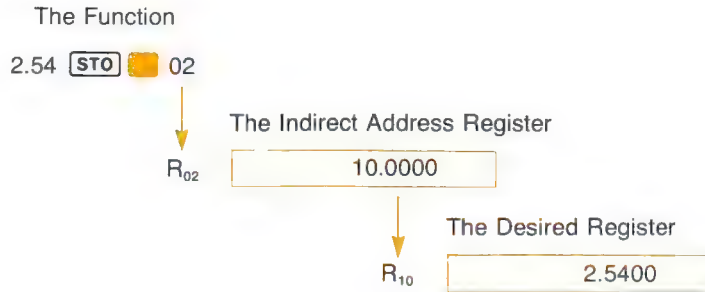 The Function
2.54 STO 02
The Indirect Address Register
R02 10.0000
The Desired Register
R10 2.5400